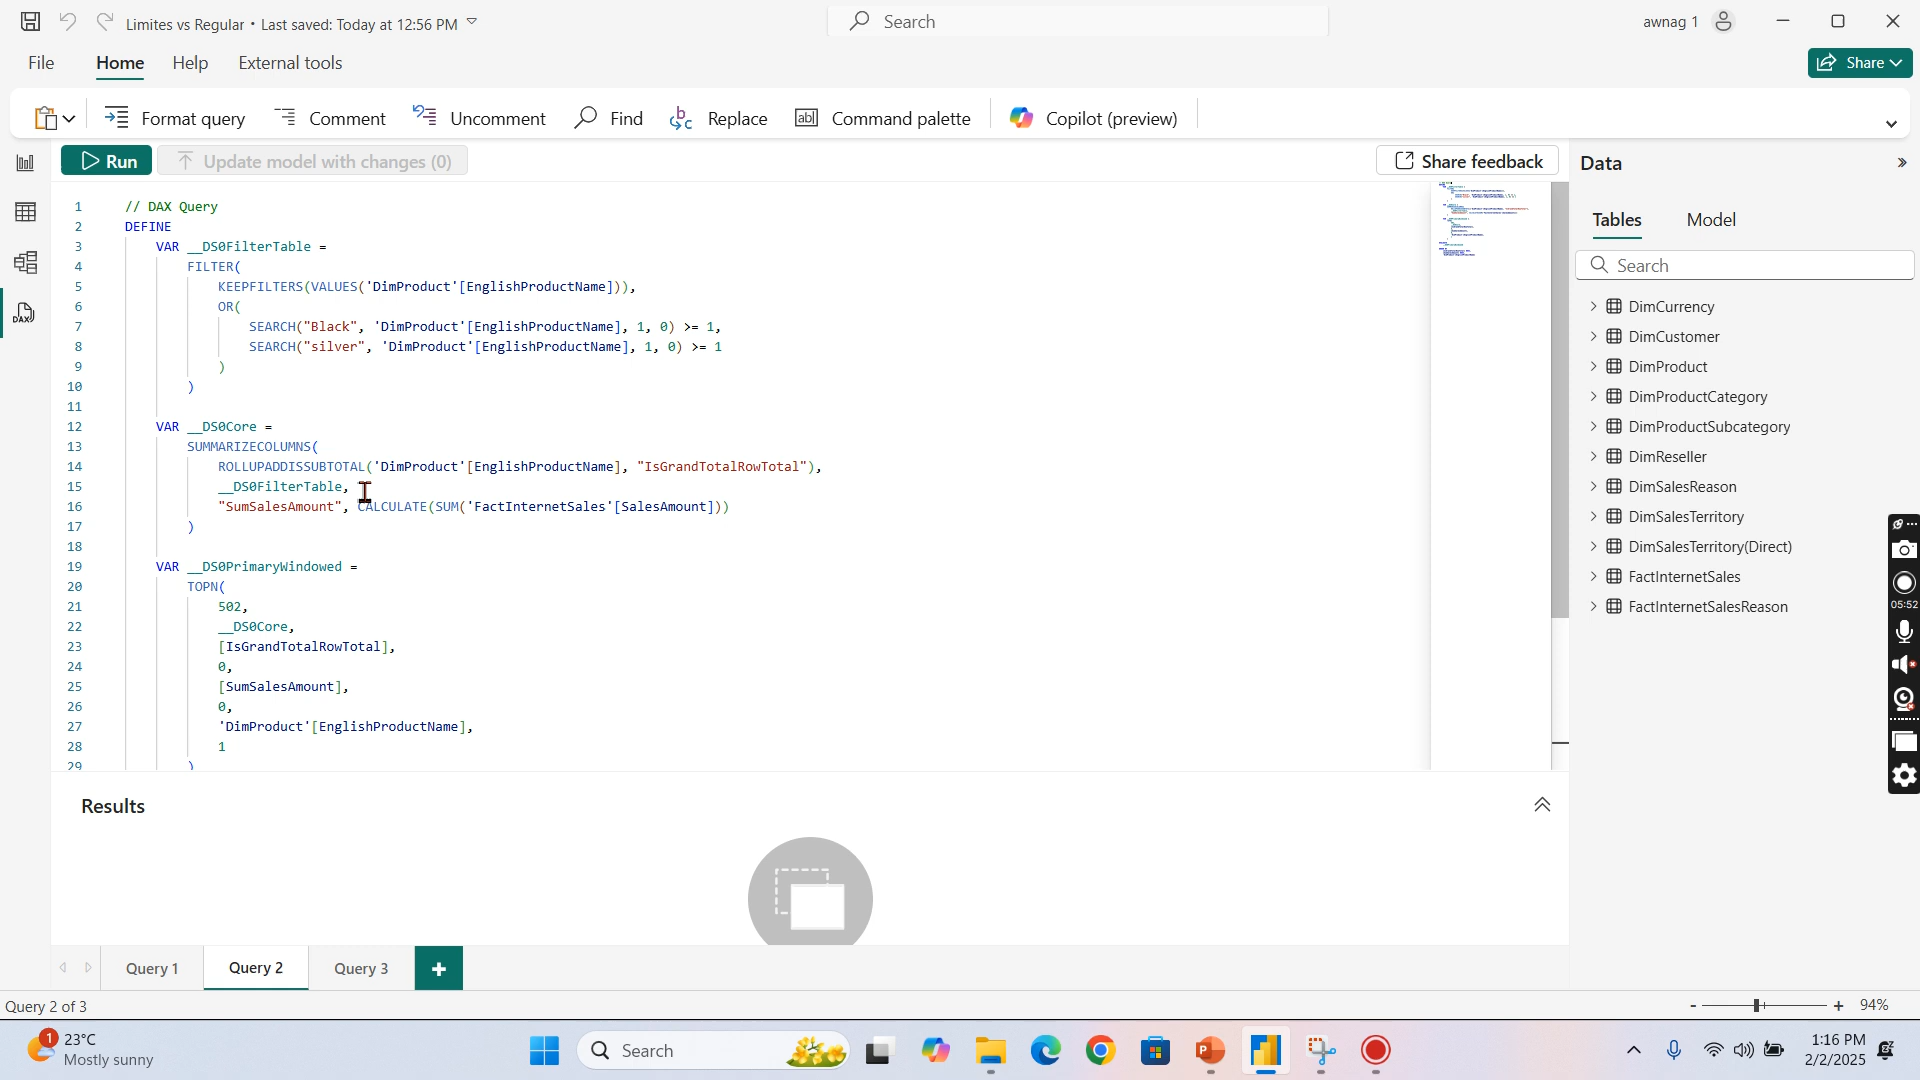 Limites vs Regular • Last saved: Today at 12:56 PM
Search
awnag 1
File
Home
Help
External tools
Share
Format query
Comment
Uncomment
Find
Replace
Command palette
Copilot (preview)
Run
Update model with changes (0)
Share feedback
Data
1 // DAX Query
2 DEFINE
3 VAR __DS0FilterTable =
4 FILTER(
5 KEEPFILTERS(VALUES('DimProduct'[EnglishProductName])),
6 OR(
7 SEARCH("Black", 'DimProduct'[EnglishProductName], 1, 0) >= 1,
8 SEARCH("silver", 'DimProduct'[EnglishProductName], 1, 0) >= 1
9 )
10 )
11
12 VAR __DS0Core =
13 SUMMARIZECOLUMNS(
14 ROLLUPADDISSUBTOTAL('DimProduct'[EnglishProductName], "IsGrandTotalRowTotal"),
15 __DS0FilterTable,
16 "SumSalesAmount", CALCULATE(SUM('FactInternetSales'[SalesAmount]))
17 )
18
19 VAR __DS0PrimaryWindowed =
20 TOPN(
21 502,
22 __DS0Core,
23 [IsGrandTotalRowTotal],
24 0,
25 [SumSalesAmount],
26 0,
27 'DimProduct'[EnglishProductName],
28 1
29 )
Tables
Model
Search
DimCurrency
DimCustomer
DimProduct
DimProductCategory
DimProductSubcategory
DimReseller
DimSalesReason
DimSalesTerritory
DimSalesTerritory(Direct)
FactInternetSales
FactInternetSalesReason
05:52
Results
Query 1
Query 2
Query 3
Query 2 of 3
- + 94%
1
23°C
Mostly sunny
Search
1:16 PM
2/2/2025